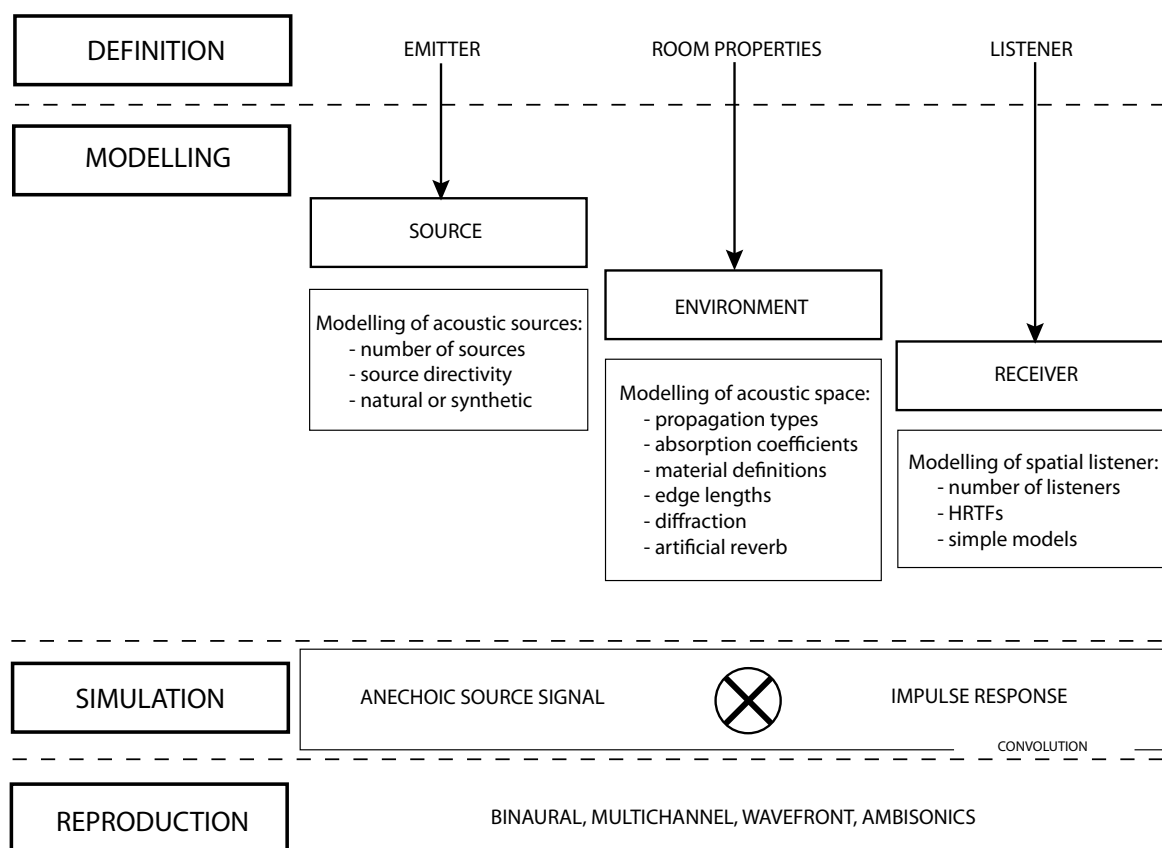 DEFINITION
EMITTER
ROOM PROPERTIES
LISTENER
MODELLING
SOURCE
Modelling of acoustic sources:
- number of sources
- source directivity
- natural or synthetic
ENVIRONMENT
Modelling of acoustic space:
- propagation types
- absorption coefficients
- material definitions
- edge lengths
- diffraction
- artificial reverb
RECEIVER
Modelling of spatial listener:
- number of listeners
- HRTFs
- simple models
SIMULATION
ANECHOIC SOURCE SIGNAL
IMPULSE RESPONSE
CONVOLUTION
REPRODUCTION
BINAURAL, MULTICHANNEL, WAVEFRONT, AMBISONICS